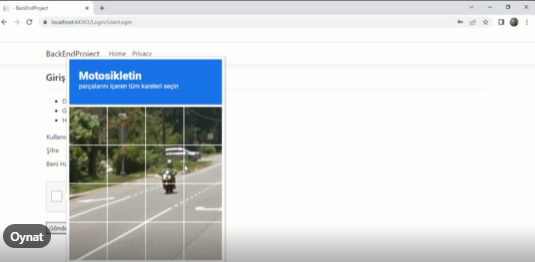 - BackEndProject
localhost:44363/Login/UserLogin
BackEndProject Home Privacy
Giriş
Motosikletin
parçalarını içeren tüm kareleri seçin
D
G
H
Kullanı
Şifre
Beni Ha
Gönde
Oynat